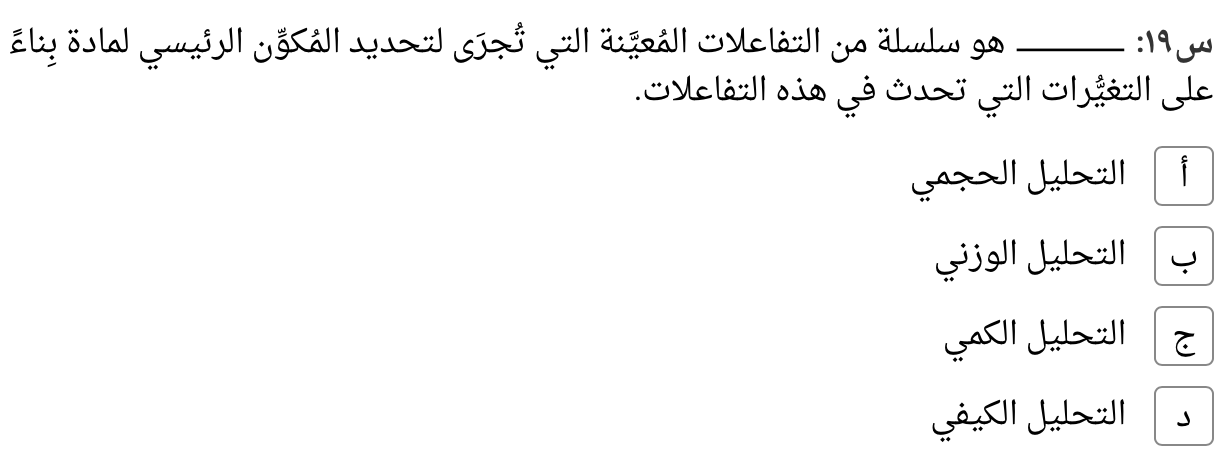 س١٩: ________ هو سلسلة من التفاعلات المُعيَّنة التي تُجرَى لتحديد المُكوِّن الرئيسي لمادة بِناءً
على التغيُّرات التي تحدث في هذه التفاعلات.
أ التحليل الحجمي
ب التحليل الوزني
ج التحليل الكمي
د التحليل الكيفي